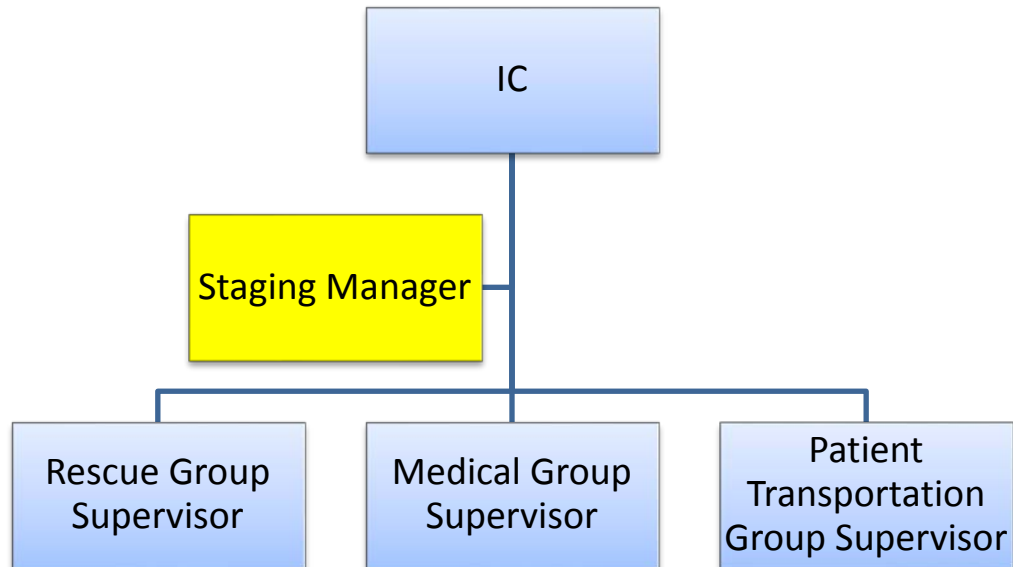 IC
Staging Manager
Rescue Group
Supervisor
Medical Group
Supervisor
Patient
Transportation
Group Supervisor